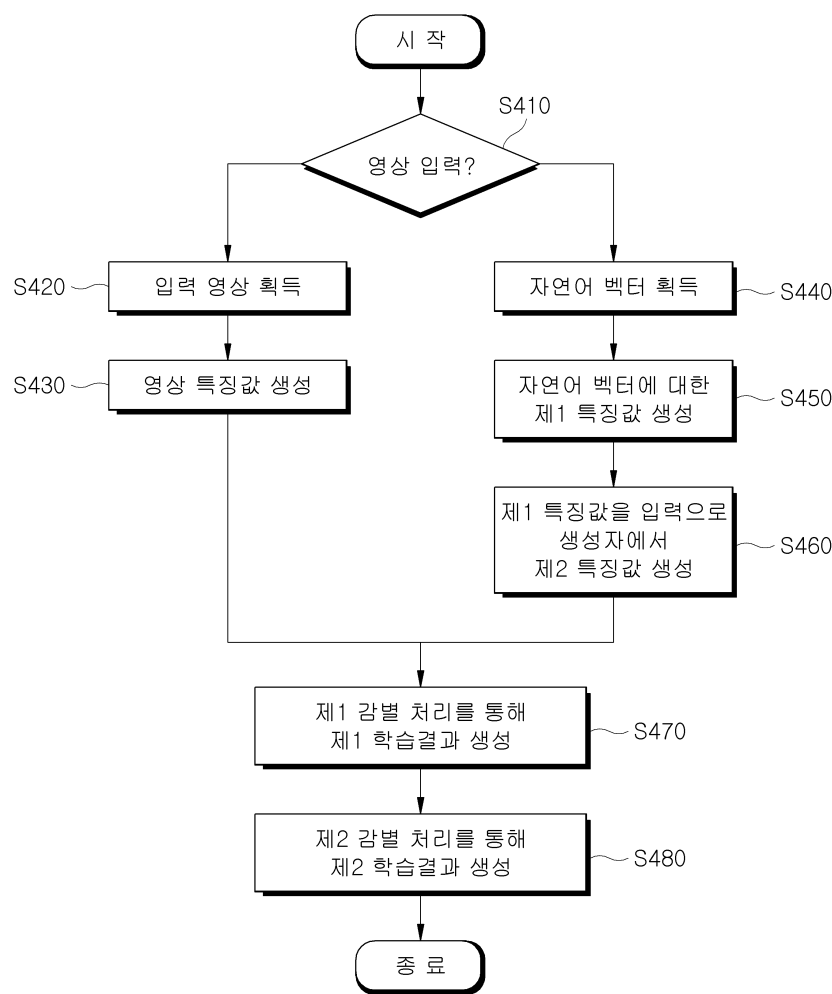 시 작
S410
영상 입력?
S420
입력 영상 획득
자연어 벡터 획득
S440
S430
영상 특징값 생성
자연어 벡터에 대한
제1 특징값 생성
S450
제1 특징값을 입력으로
생성자에서
제2 특징값 생성
S460
제1 감별 처리를 통해
제1 학습결과 생성
S470
제2 감별 처리를 통해
제2 학습결과 생성
S480
종 료